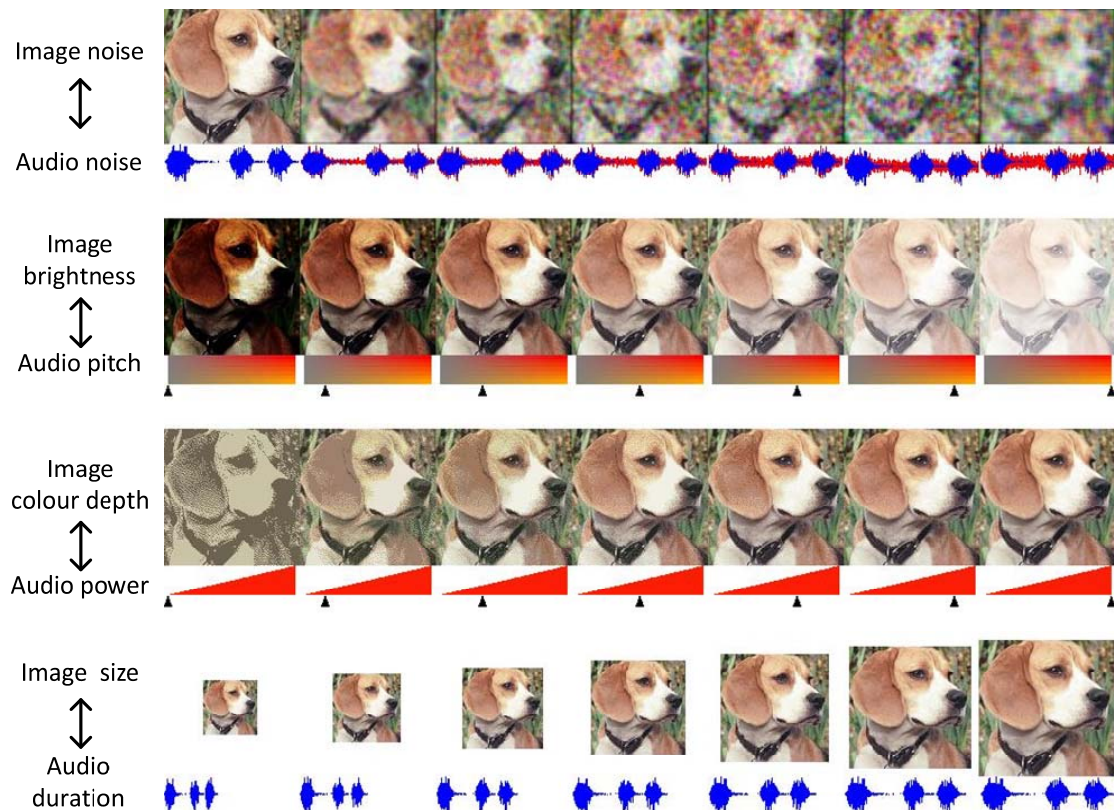 Image noise
Audio noise
Image
brightness
Audio pitch
Image
colour depth
Audio power
Image size
Audio
duration